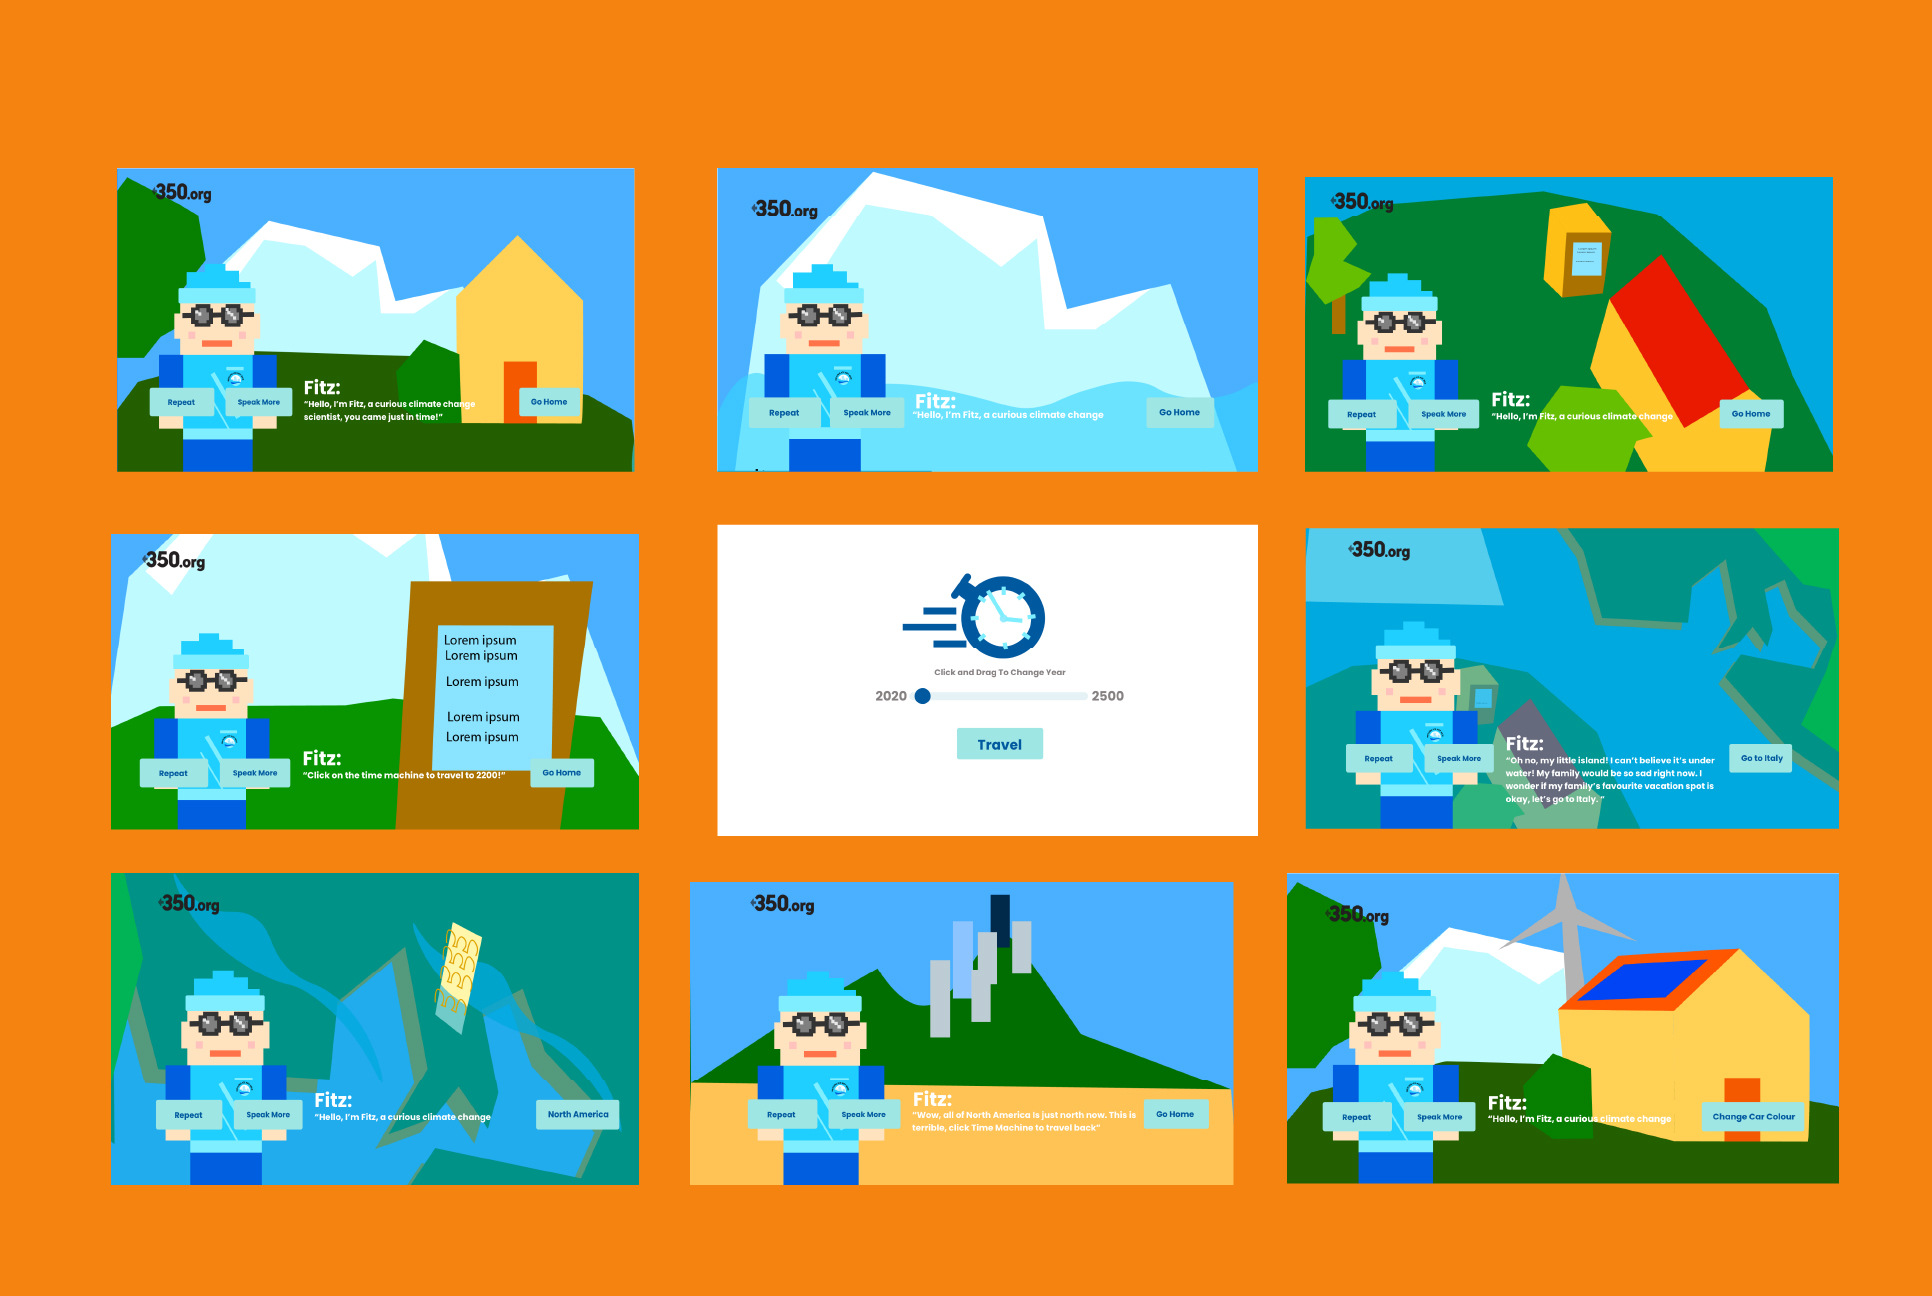 350.org
Fitz:
"Hello, I'm Fitz, a curious climate change
scientist, you came just in time!"
Repeat
Speak More
Go Home
350.org
Fitz:
"Hello, I'm Fitz, a curious climate change
Repeat
Speak More
Go Home
350.org
Fitz:
"Hello, I'm Fitz, a curious climate change
Repeat
Speak More
Go Home
350.org
Lorem ipsum
Lorem ipsum
Lorem ipsum
Lorem ipsum
Lorem ipsum
Fitz:
"Click on the time machine to travel to 2200!"
Repeat
Speak More
Go Home
Click and Drag To Change Year
2020
2500
Travel
350.org
Fitz:
"Oh no, my little island! I can't believe it's under
water! My family would be so sad right now. I
wonder if my family's favourite vacation spot is
okay, let's go to Italy. "
Repeat
Speak More
Go to Italy
350.org
Fitz:
"Hello, I'm Fitz, a curious climate change
Repeat
Speak More
North America
350.org
Fitz:
"Wow, all of North America Is just north now. This is
terrible, click Time Machine to travel back"
Repeat
Speak More
Go Home
350.org
Fitz:
"Hello, I'm Fitz, a curious climate change
Repeat
Speak More
Change Car Colour